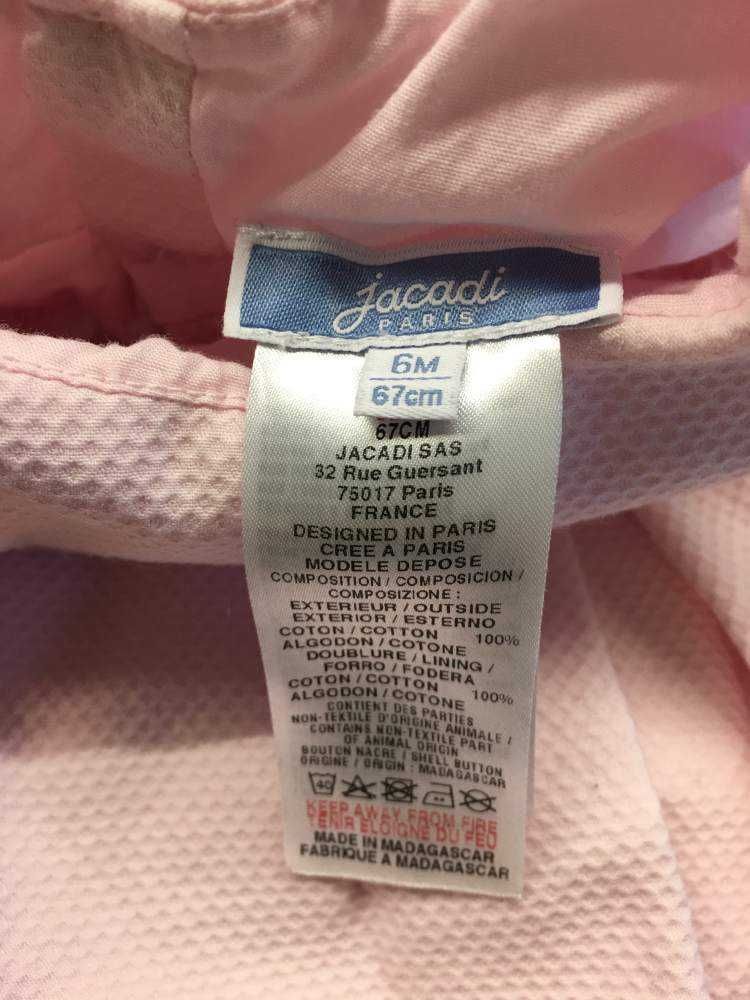 jacadi
PARIS
6M
67cm
67CM
JACADI SAS
32 Rue Guersant
75017 Paris
FRANCE
DESIGNED IN PARIS
CREE A PARIS
MODELE DEPOSE
COMPOSITION / COMPOSICION /
COMPOSIZIONE :
EXTERIEUR / OUTSIDE
EXTERIOR / ESTERNO
COTON / COTTON 100%
ALGODON / COTONE
DOUBLURE / LINING /
FORRO / FODERA
COTON / COTTON 100%
ALGODON / COTONE
CONTIENT DES PARTIES
NON-TEXTILE D'ORIGINE ANIMALE /
CONTAINS NON-TEXTILE PART
OF ANIMAL ORIGIN
BOUTON NACRE / SHELL BUTTON
ORIGINE / ORIGIN : MADAGASCAR
40
KEEP AWAY FROM FIRE
TENIR ELOIGNE DU FEU
MADE IN MADAGASCAR
FABRIQUE A MADAGASCAR